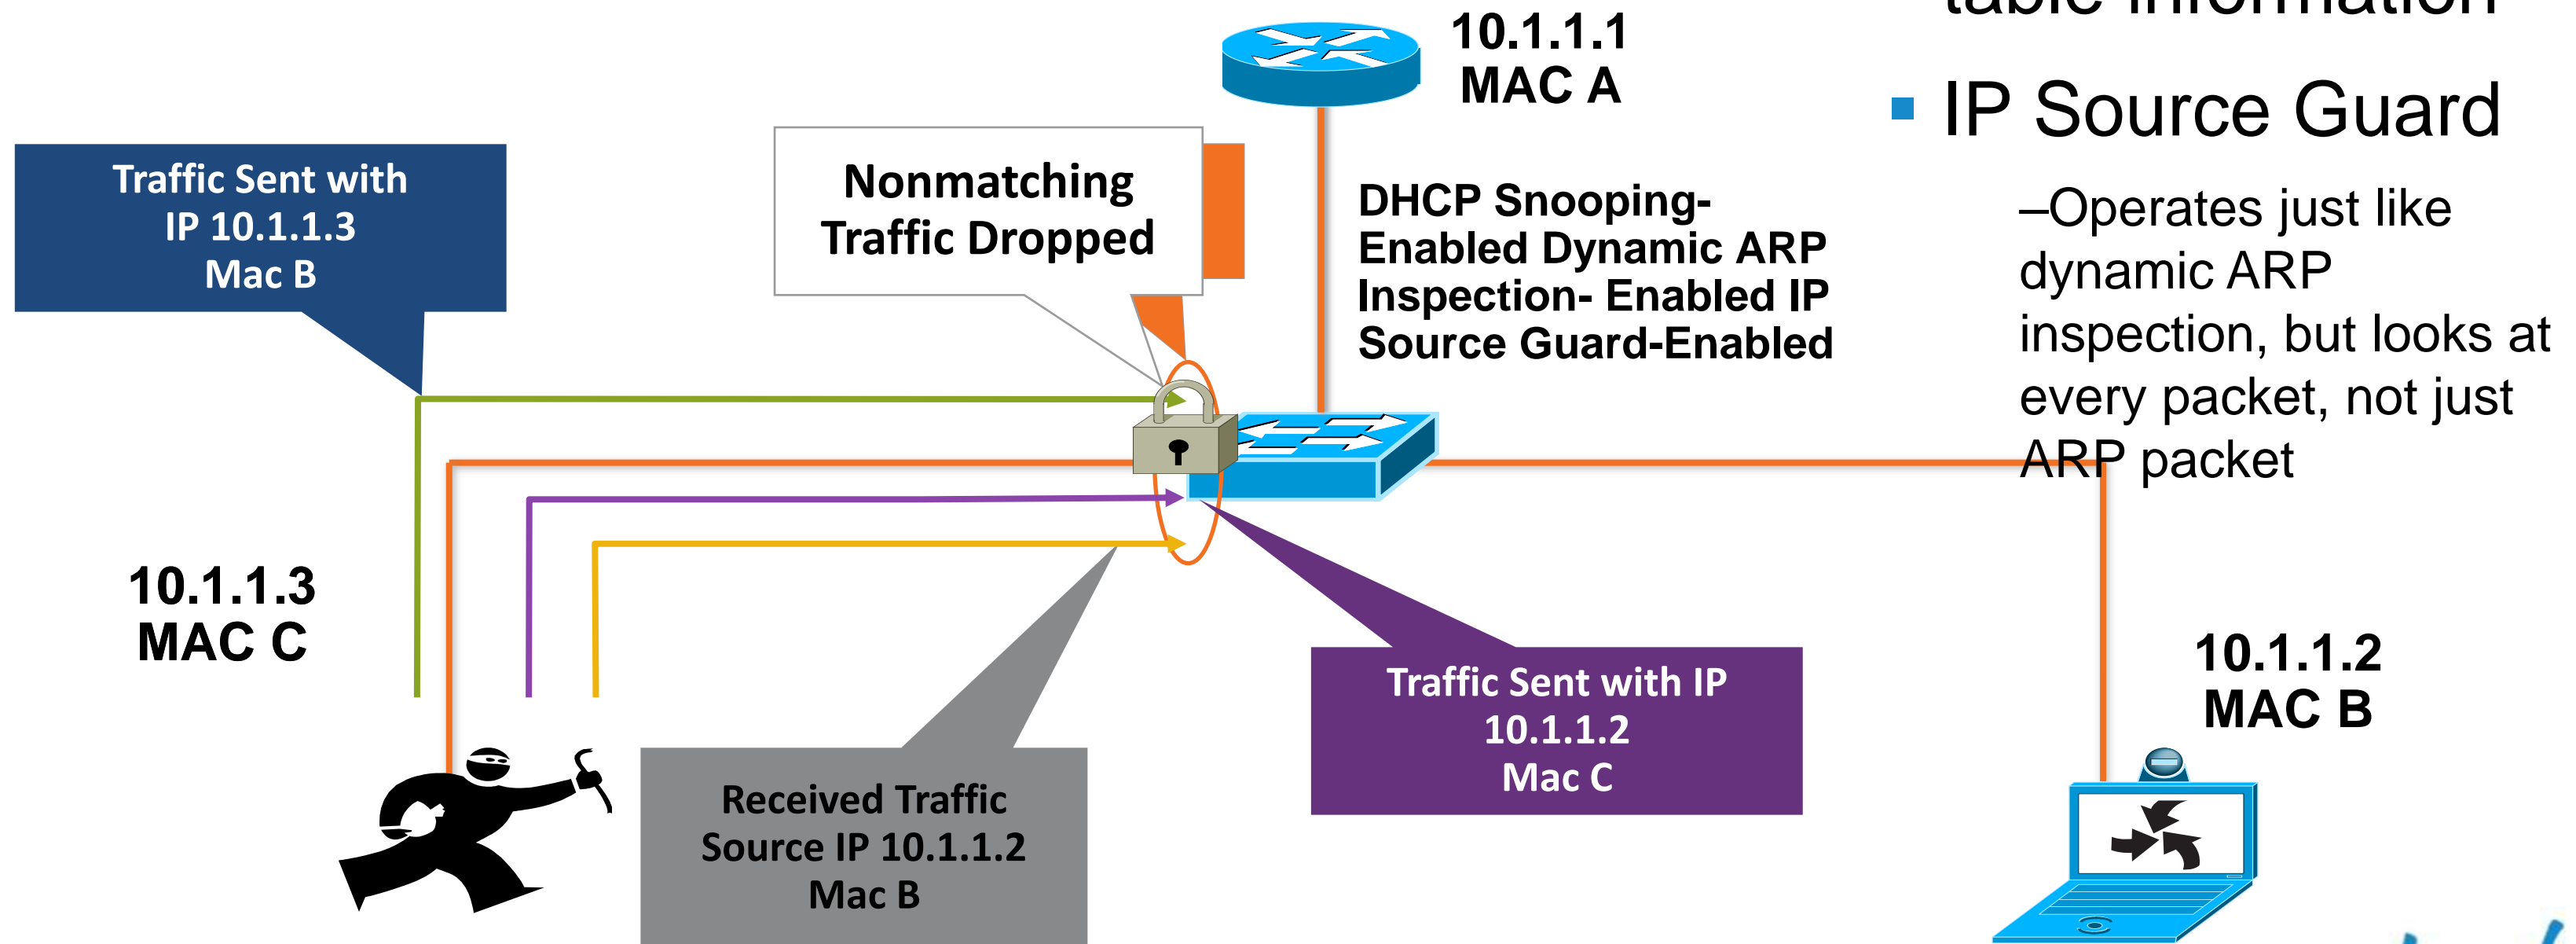 10.1.1.1
MAC A
table information
IP Source Guard
–Operates just like
dynamic ARP
inspection, but looks at
every packet, not just
ARP packet
Traffic Sent with
IP 10.1.1.3
Mac B
Nonmatching
Traffic Dropped
DHCP Snooping-
Enabled Dynamic ARP
Inspection- Enabled IP
Source Guard-Enabled
10.1.1.3
MAC C
Traffic Sent with IP
10.1.1.2
Mac C
10.1.1.2
MAC B
Received Traffic
Source IP 10.1.1.2
Mac B